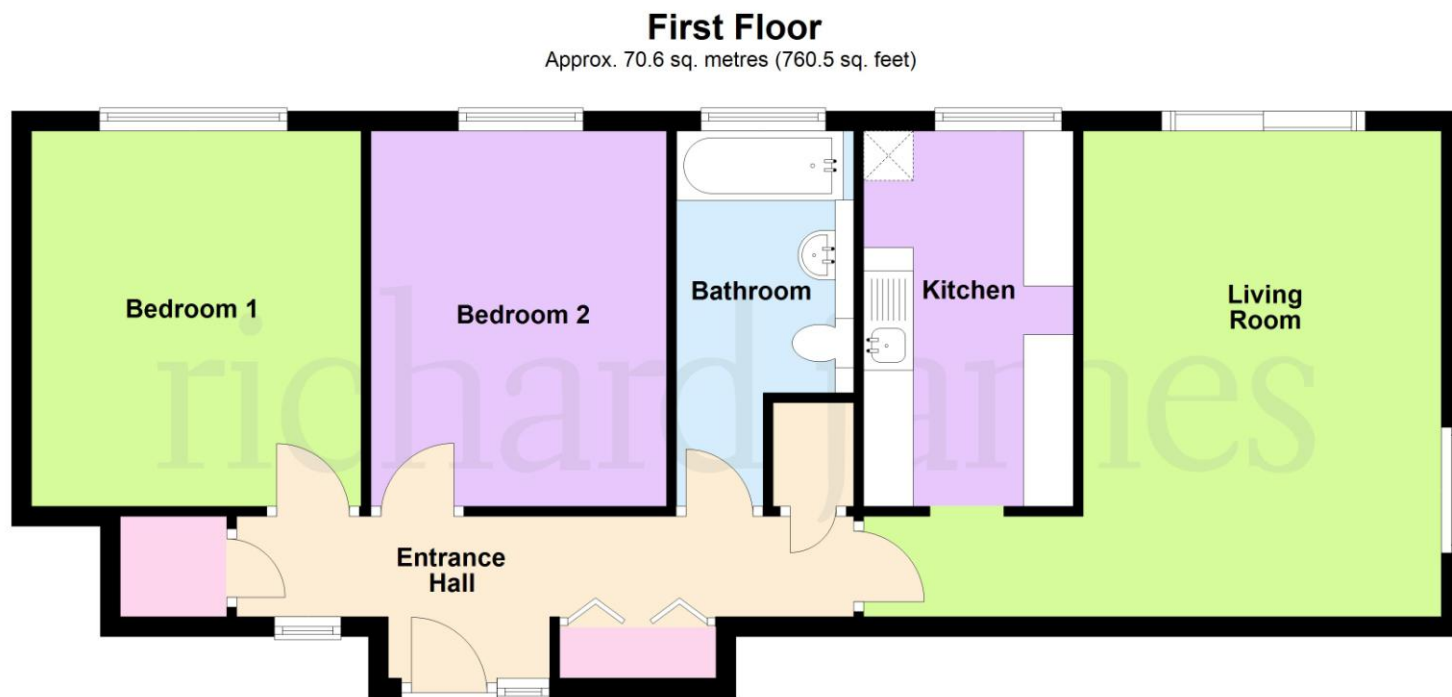 First Floor
Approx. 70.6 sq. metres (760.5 sq. feet)
Bedroom 1
Bedroom 2
Bathroom
Kitchen
Living
Room
richard james
Entrance
Hall